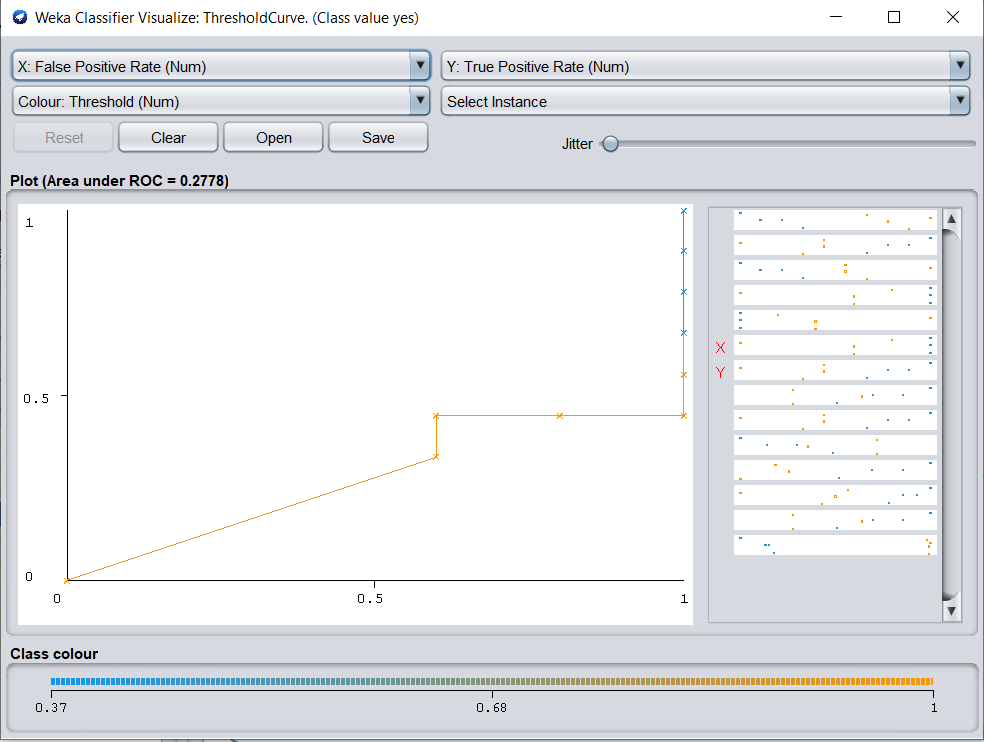 Weka Classifier Visualize: ThresholdCurve. (Class value yes)
X: False Positive Rate (Num) Y: True Positive Rate (Num)
Colour: Threshold (Num) Select Instance
Reset Clear Open Save Jitter
Plot (Area under ROC = 0.2778)
1
0.5
0
0 0.5 1
X
Y
Class colour
0.37 0.68 1